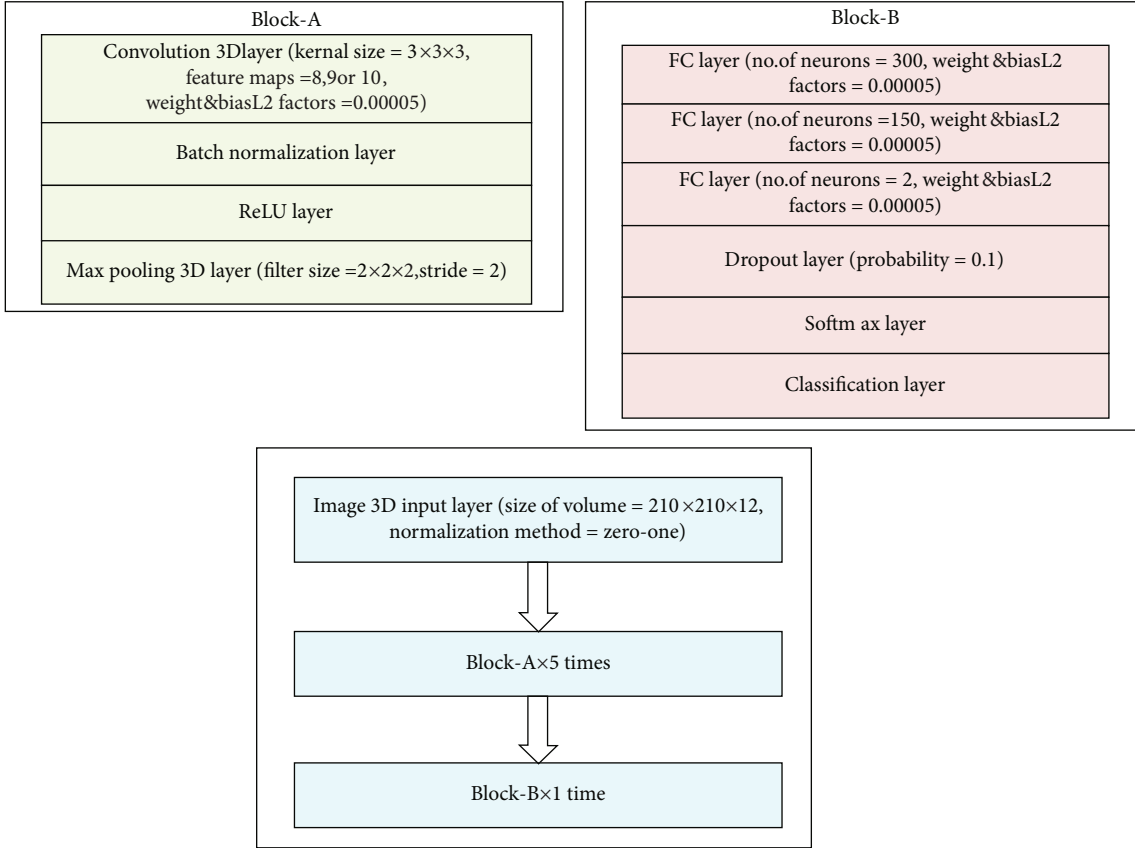 Block-A
Convolution 3Dlayer (kernal size = 3×3×3,
feature maps =8,9or 10,
weight&biasL2 factors =0.00005)
Batch normalization layer
ReLU layer
Max pooling 3D layer (filter size =2×2×2,stride = 2)
Block-B
FC layer (no.of neurons = 300, weight &biasL2
factors = 0.00005)
FC layer (no.of neurons =150, weight &biasL2
factors = 0.00005)
FC layer (no.of neurons = 2, weight &biasL2
factors = 0.00005)
Dropout layer (probability = 0.1)
Softm ax layer
Classification layer
Image 3D input layer (size of volume = 210 ×210×12,
normalization method = zero-one)
Block-A×5 times
Block-B×1 time